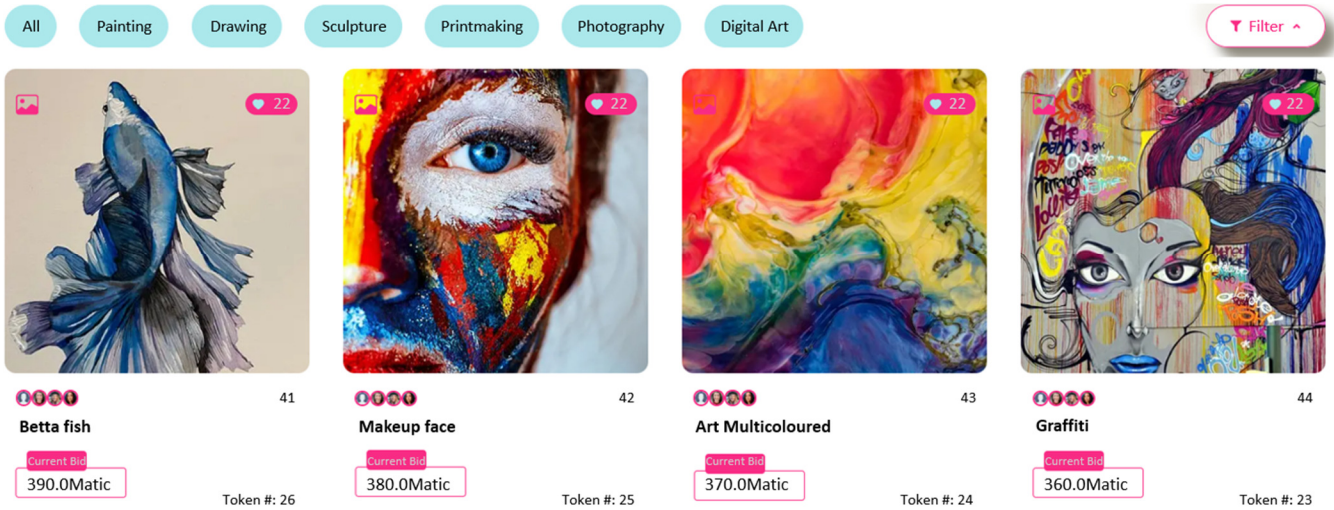 All
Painting
Drawing
Sculpture
Printmaking
Photography
Digital Art
Filter
22
22
22
22
41
Betta fish
Current Bid
390.0Matic
Token #: 26
42
Makeup face
Current Bid
380.0Matic
Token #: 25
43
Art Multicoloured
Current Bid
370.0Matic
Token #: 24
44
Graffiti
Current Bid
360.0Matic
Token #: 23